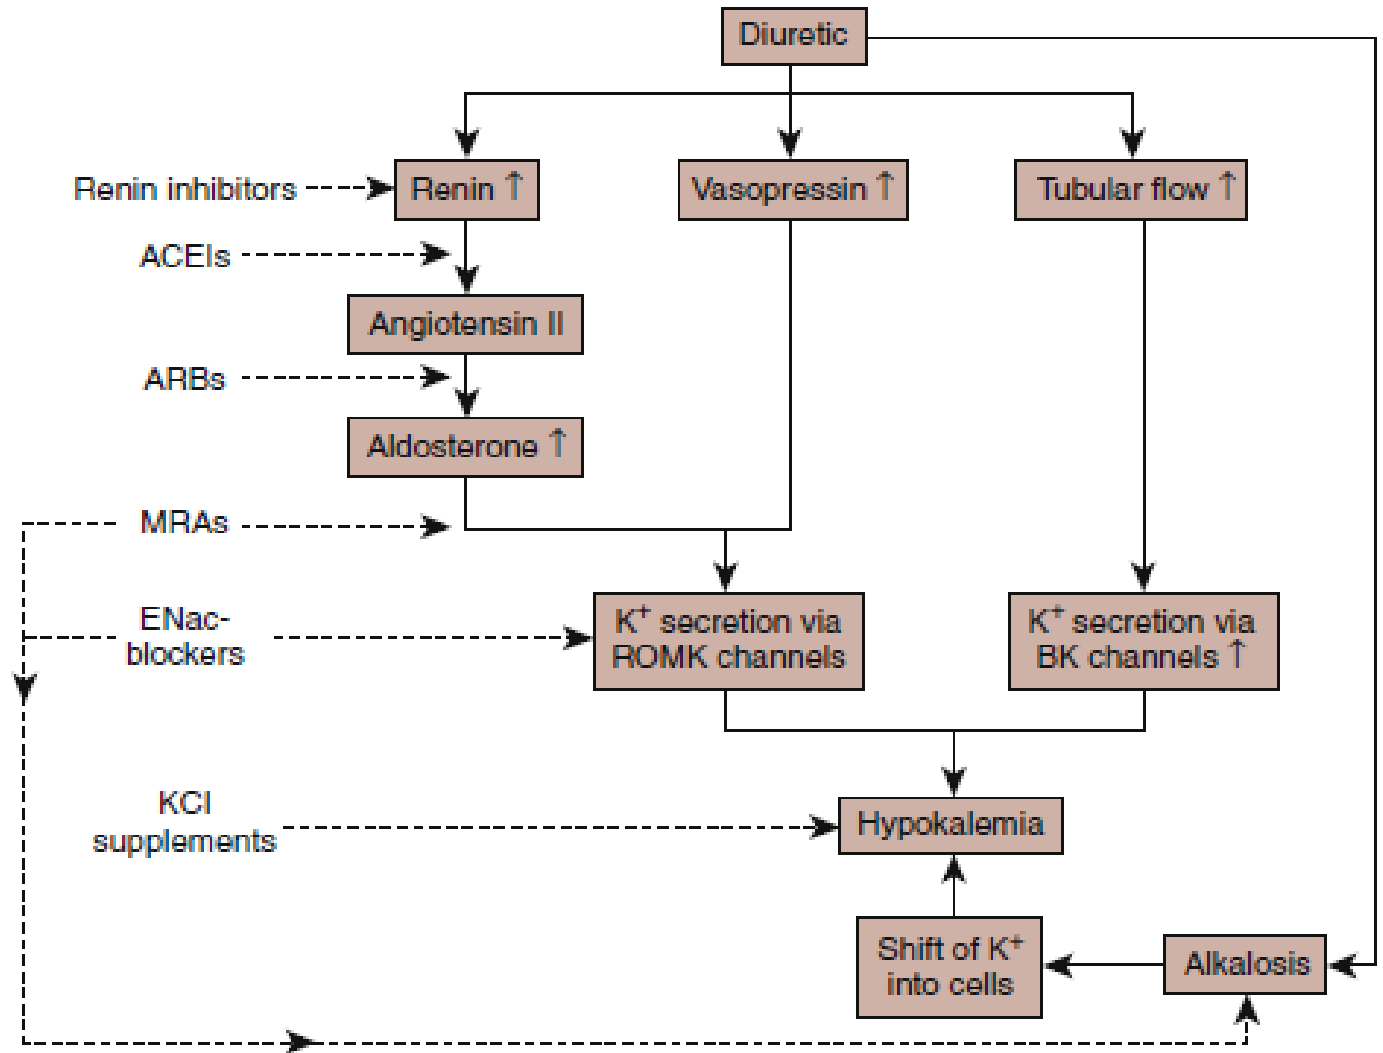 Diuretic
Renin inhibitors
Renin ↑
Vasopressin ↑
Tubular flow ↑
ACEIs
Angiotensin II
ARBs
Aldosterone ↑
MRAs
ENac-
blockers
K⁺ secretion via
ROMK channels
K⁺ secretion via
BK channels ↑
KCl
supplements
Hypokalemia
Shift of K⁺
into cells
Alkalosis